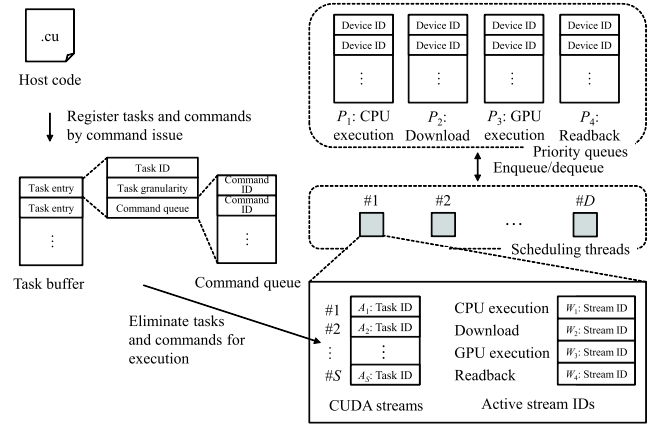 .cu
Host code
Register tasks and commands
by command issue
Task entry
Task entry
⋮
Task buffer
Task ID
Task granularity
Command queue
Command
ID
Command
ID
⋮
Command queue
Eliminate tasks
and commands for
execution
Device ID
Device ID
⋮
P1: CPU
execution
Device ID
Device ID
⋮
P2:
Download
Device ID
Device ID
⋮
P3: GPU
execution
Device ID
Device ID
⋮
P4:
Readback
Priority queues
Enqueue/dequeue
#1
#2
...
#D
Scheduling threads
#1
A1: Task ID
#2
A2: Task ID
⋮
⋮
#S
AS: Task ID
CUDA streams
CPU execution
W1: Stream ID
Download
W2: Stream ID
GPU execution
W3: Stream ID
Readback
W4: Stream ID
Active stream IDs